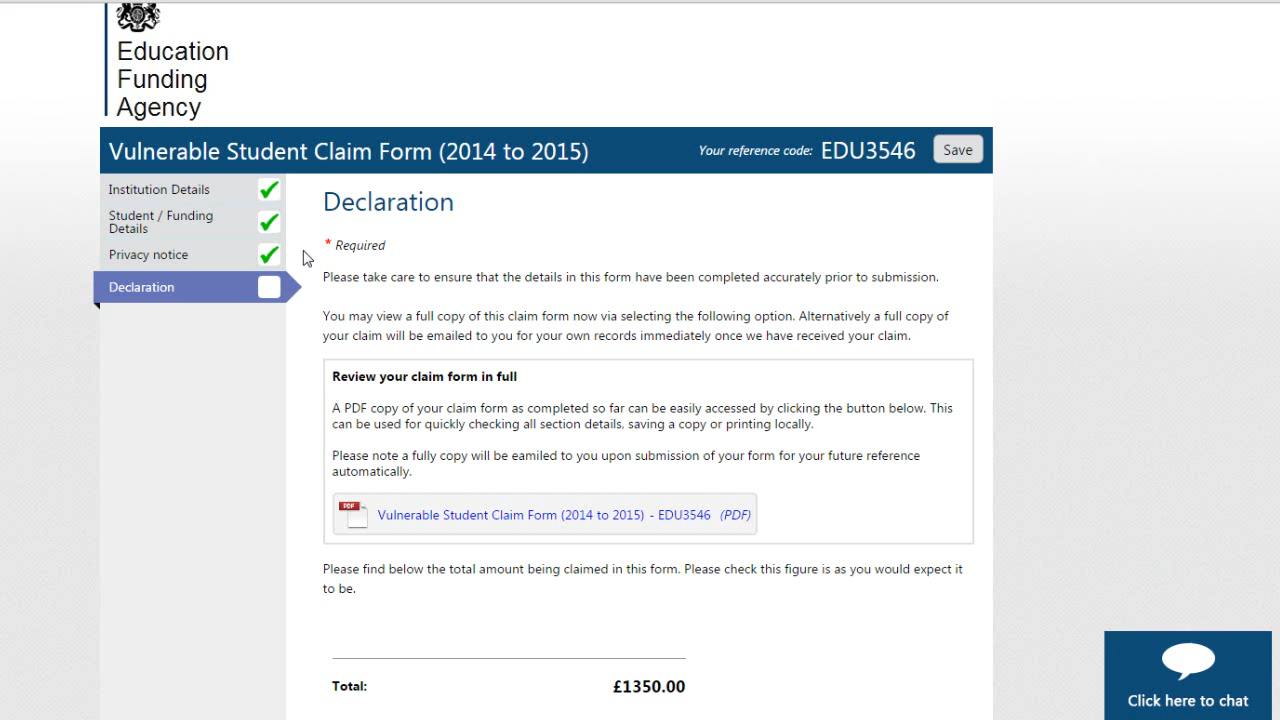 Education
Funding
Agency
Vulnerable Student Claim Form (2014 to 2015)
Your reference code: EDU3546
Save
Institution Details
Student / Funding
Details
Privacy notice
Declaration
Declaration
* Required
Please take care to ensure that the details in this form have been completed accurately prior to submission.
You may view a full copy of this claim form now via selecting the following option. Alternatively a full copy of
your claim will be emailed to you for your own records immediately once we have received your claim.
Review your claim form in full
A PDF copy of your claim form as completed so far can be easily accessed by clicking the button below. This
can be used for quickly checking all section details, saving a copy or printing locally.
Please note a fully copy will be eamiled to you upon submission of your form for your future reference
automatically.
PDF
Vulnerable Student Claim Form (2014 to 2015) - EDU3546 (PDF)
Please find below the total amount being claimed in this form. Please check this figure is as you would expect it
to be.
Total: £1350.00
Click here to chat